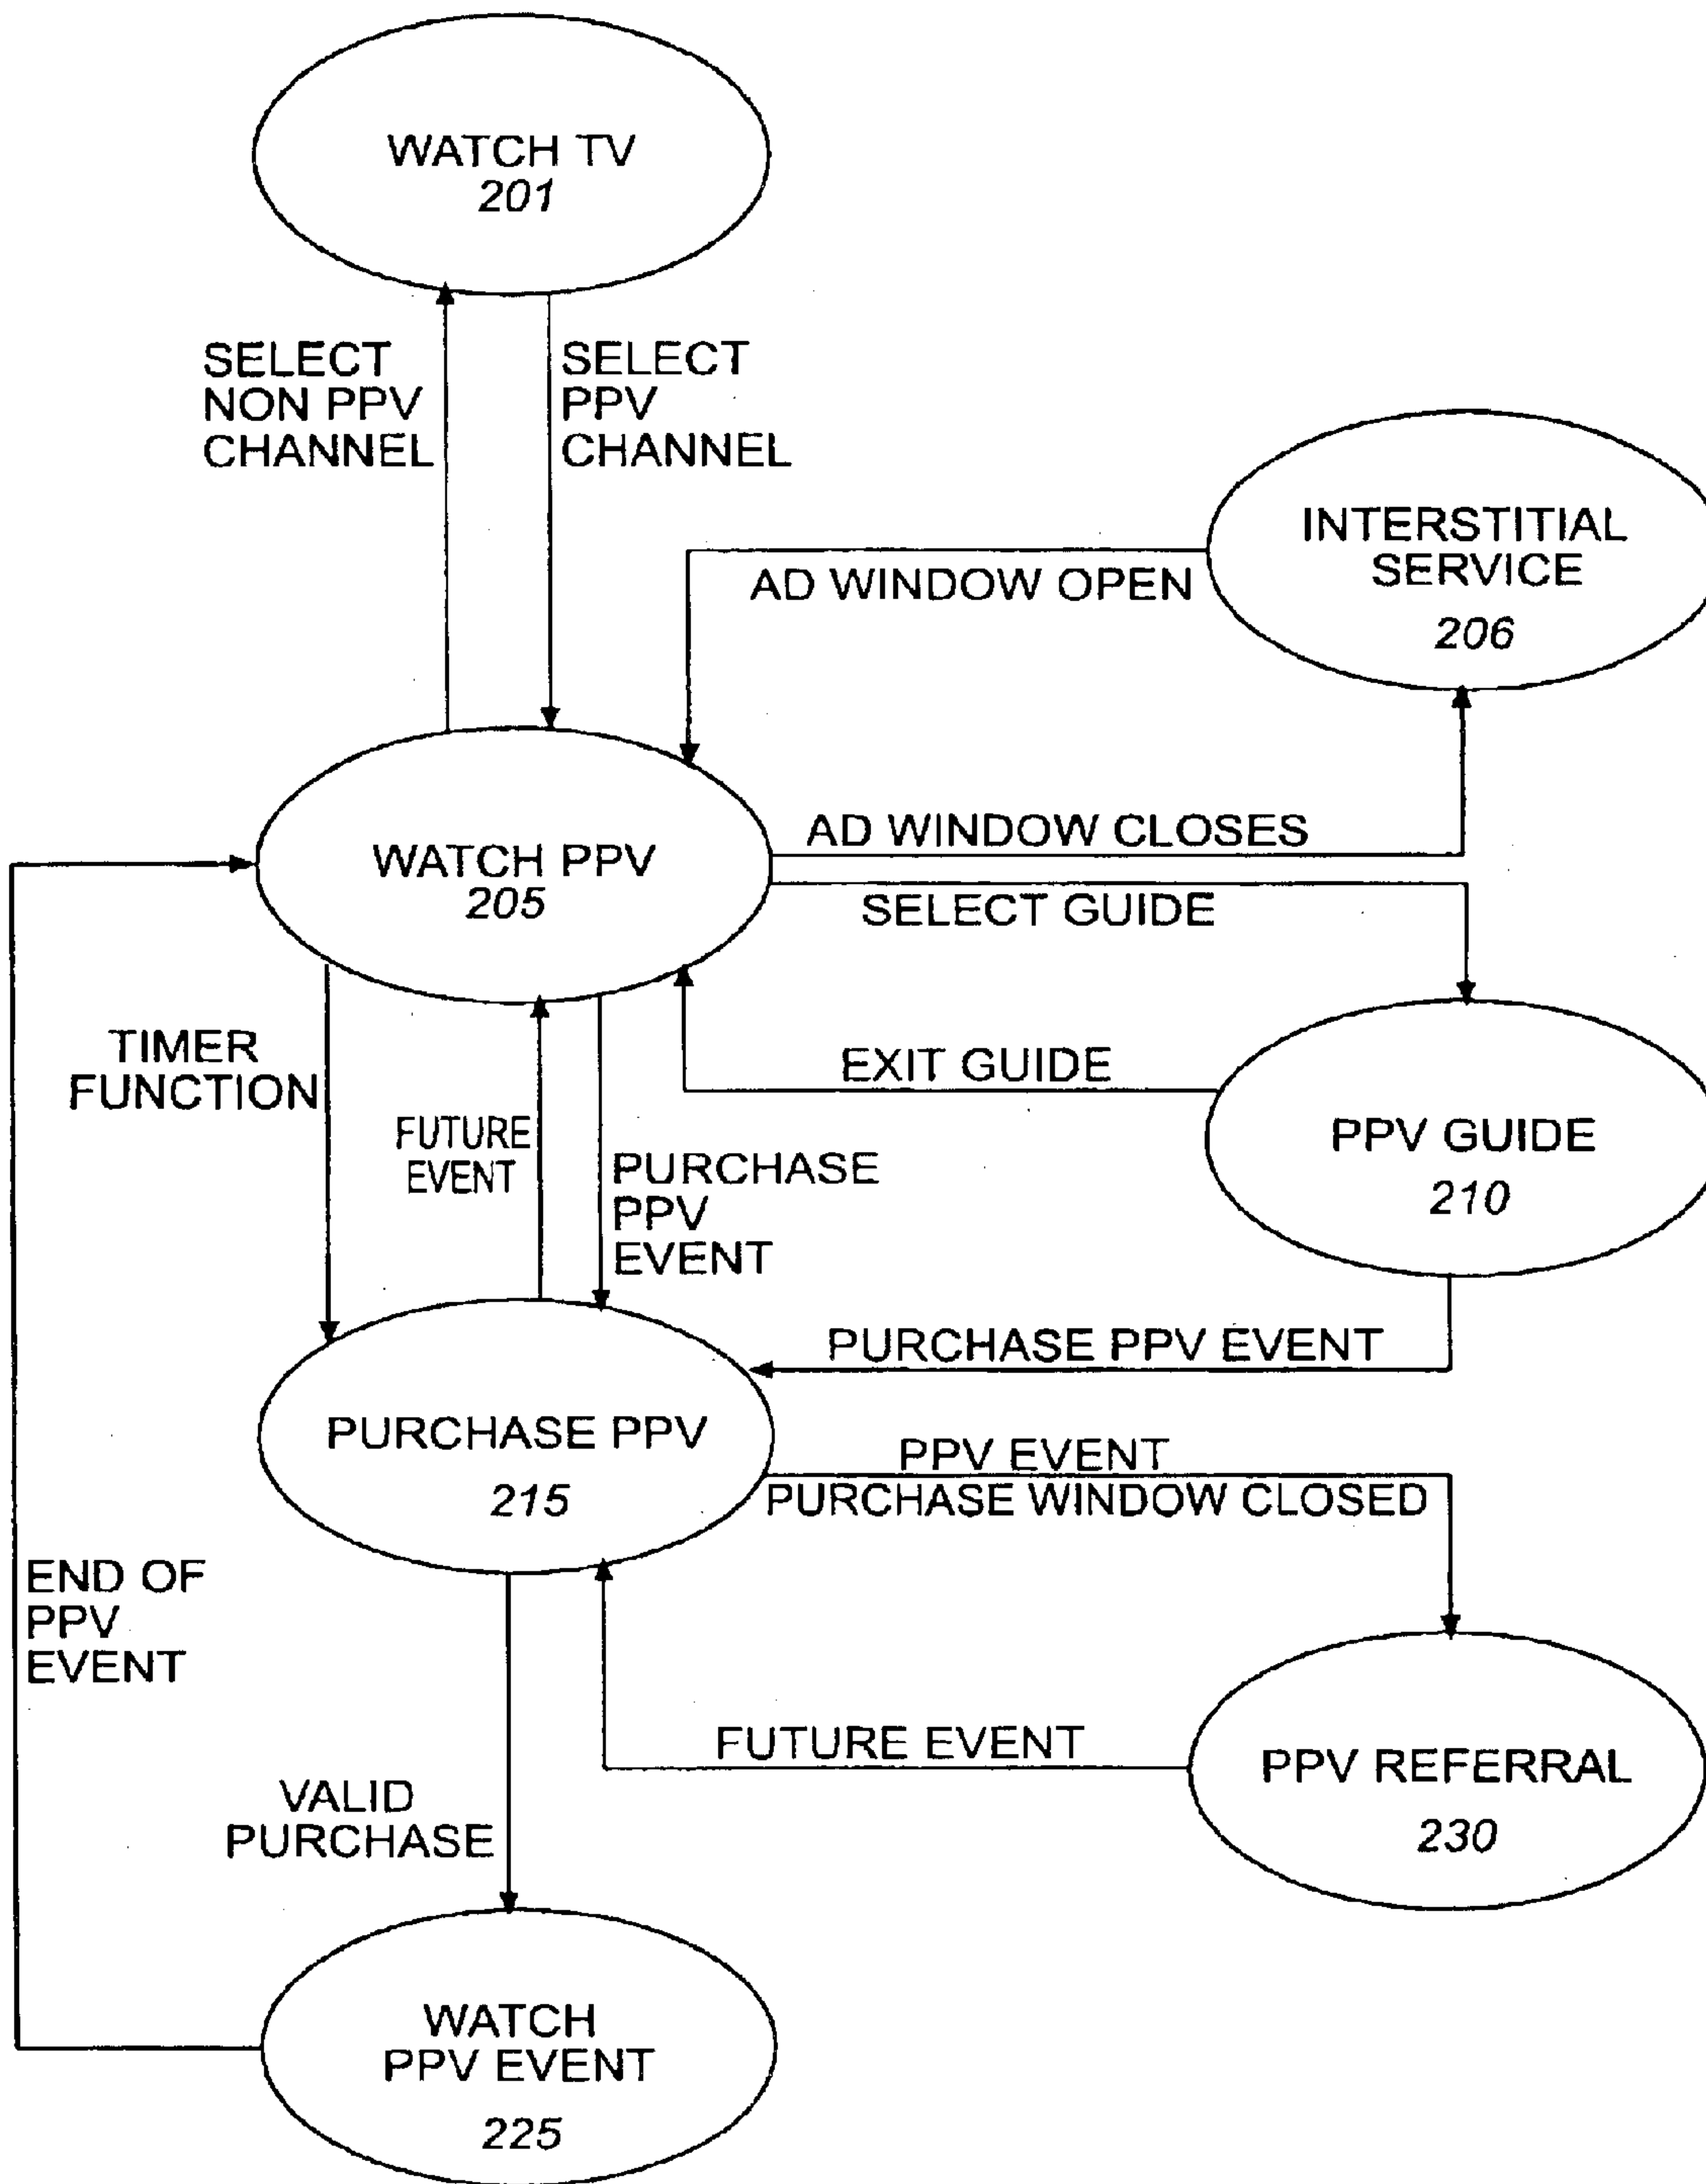 WATCH TV
201
SELECT
NON PPV
CHANNEL
SELECT
PPV
CHANNEL
INTERSTITIAL
SERVICE
206
AD WINDOW OPEN
WATCH PPV
205
AD WINDOW CLOSES
SELECT GUIDE
TIMER
FUNCTION
FUTURE
EVENT
PURCHASE
PPV
EVENT
EXIT GUIDE
PPV GUIDE
210
PURCHASE PPV EVENT
PURCHASE PPV
215
PPV EVENT
PURCHASE WINDOW CLOSED
END OF
PPV
EVENT
FUTURE EVENT
PPV REFERRAL
230
VALID
PURCHASE
WATCH
PPV EVENT
225